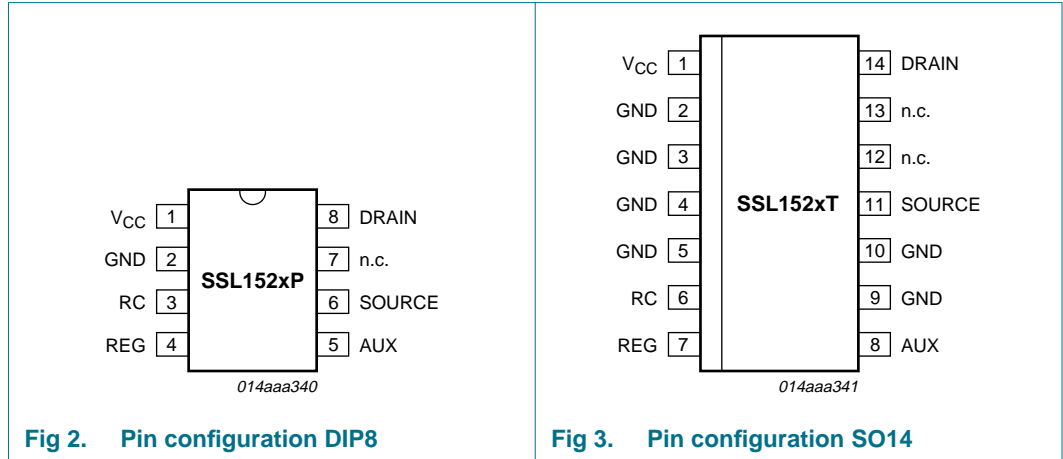 VCC 1
GND 2
RC 3
REG 4
SSL152xP
8 DRAIN
7 n.c.
6 SOURCE
5 AUX
014aaa340
Fig 2. Pin configuration DIP8
VCC 1
GND 2
GND 3
GND 4
GND 5
RC 6
REG 7
SSL152xT
14 DRAIN
13 n.c.
12 n.c.
11 SOURCE
10 GND
9 GND
8 AUX
014aaa341
Fig 3. Pin configuration SO14